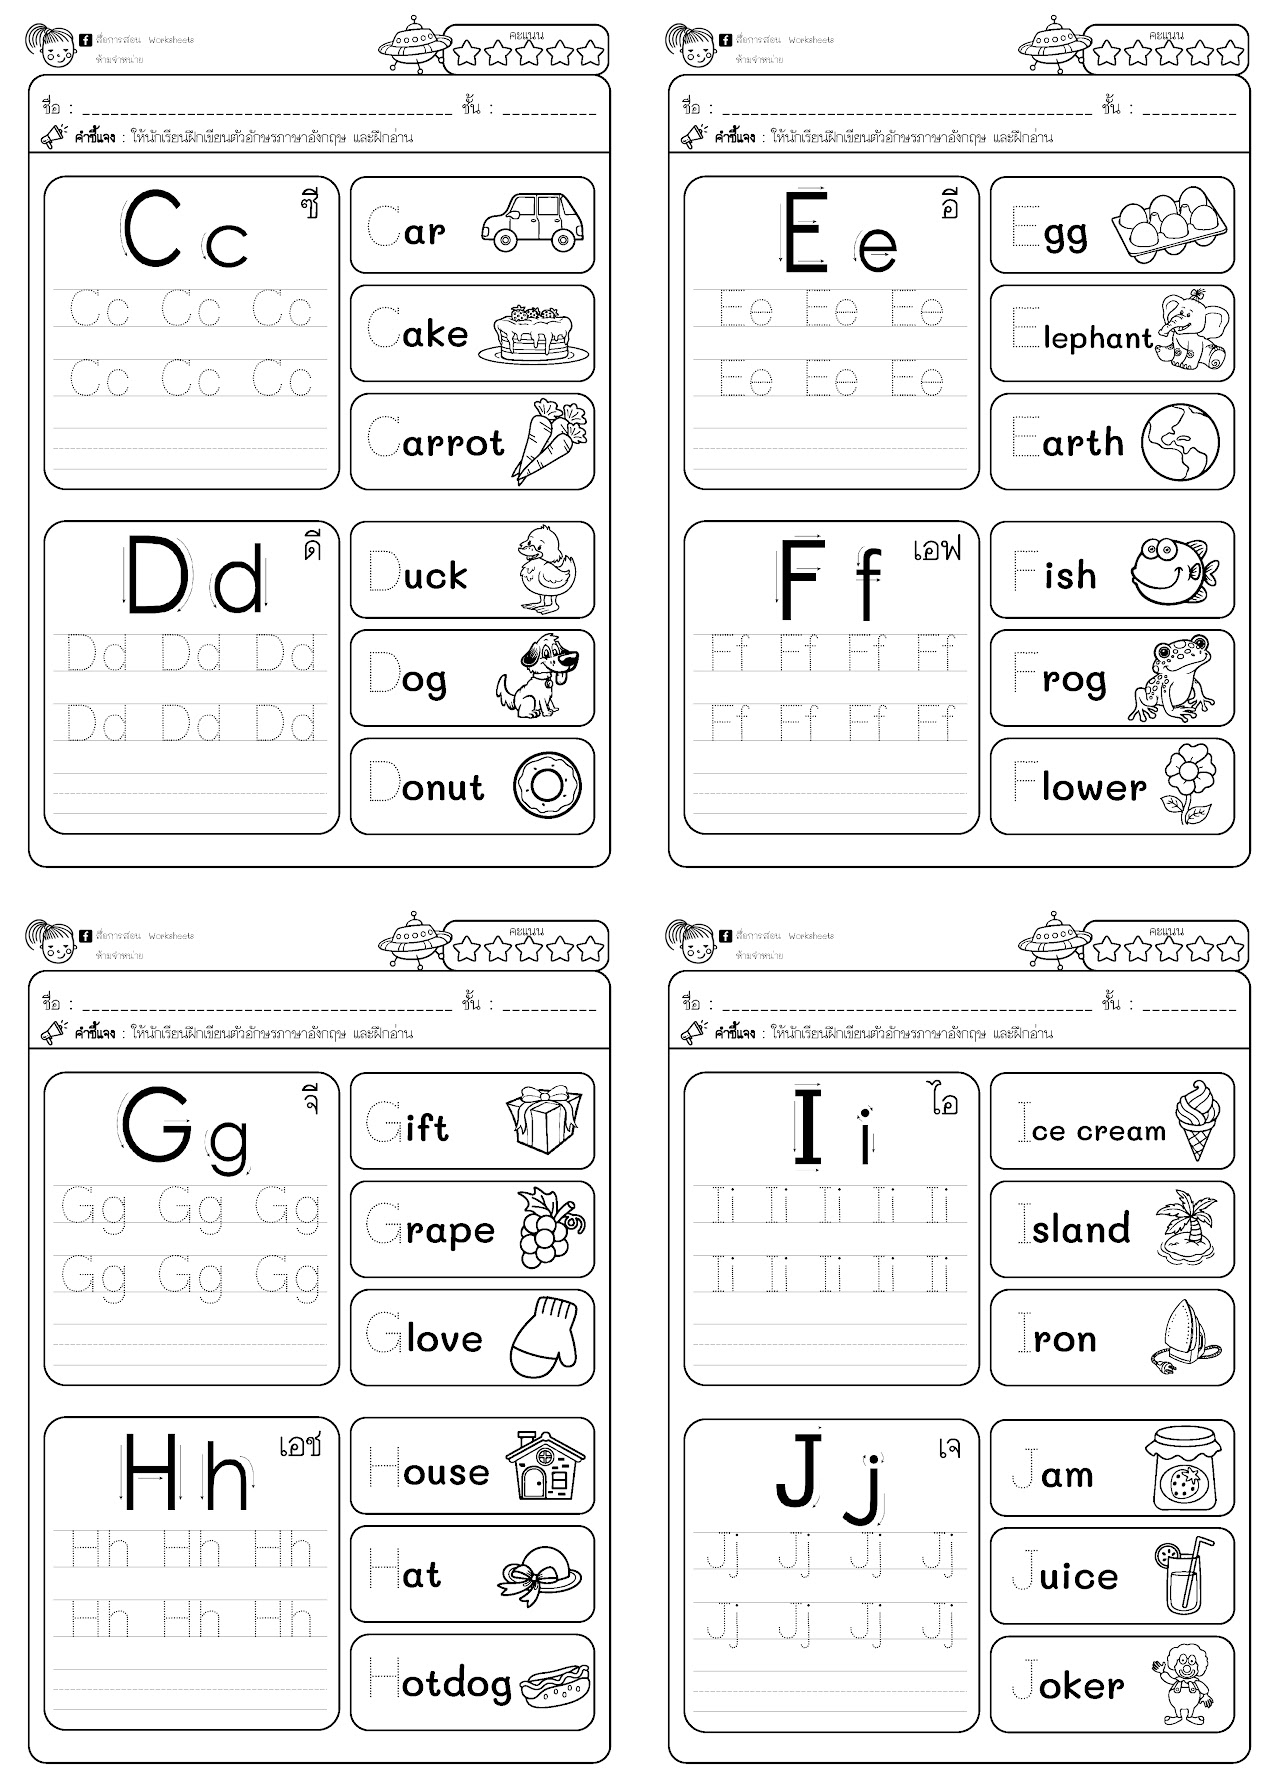 สื่อการสอน Worksheets
ห้ามจำหน่าย
คะแนน
ชื่อ : ชั้น :
คำชี้แจง : ให้นักเรียนฝึกเขียนตัวอักษรภาษาอังกฤษ และฝึกอ่าน
C c ซี
Cc Cc Cc
Cc Cc Cc
Car
Cake
Carrot
D d ดี
Dd Dd Dd
Dd Dd Dd
Duck
Dog
Donut
สื่อการสอน Worksheets
ห้ามจำหน่าย
คะแนน
ชื่อ : ชั้น :
คำชี้แจง : ให้นักเรียนฝึกเขียนตัวอักษรภาษาอังกฤษ และฝึกอ่าน
E e อี
Ee Ee Ee
Ee Ee Ee
Egg
Elephant
Earth
F f เอฟ
Ff Ff Ff Ff
Ff Ff Ff Ff
Fish
Frog
Flower
สื่อการสอน Worksheets
ห้ามจำหน่าย
คะแนน
ชื่อ : ชั้น :
คำชี้แจง : ให้นักเรียนฝึกเขียนตัวอักษรภาษาอังกฤษ และฝึกอ่าน
G g จี
Gg Gg Gg
Gg Gg Gg
Gift
Grape
Glove
H h เอช
Hh Hh Hh
Hh Hh Hh
House
Hat
Hotdog
สื่อการสอน Worksheets
ห้ามจำหน่าย
คะแนน
ชื่อ : ชั้น :
คำชี้แจง : ให้นักเรียนฝึกเขียนตัวอักษรภาษาอังกฤษ และฝึกอ่าน
I i ไอ
Ii Ii Ii Ii Ii
Ii Ii Ii Ii Ii
Ice cream
Island
Iron
J j เจ
Jj Jj Jj Jj
Jj Jj Jj Jj
Jam
Juice
Joker